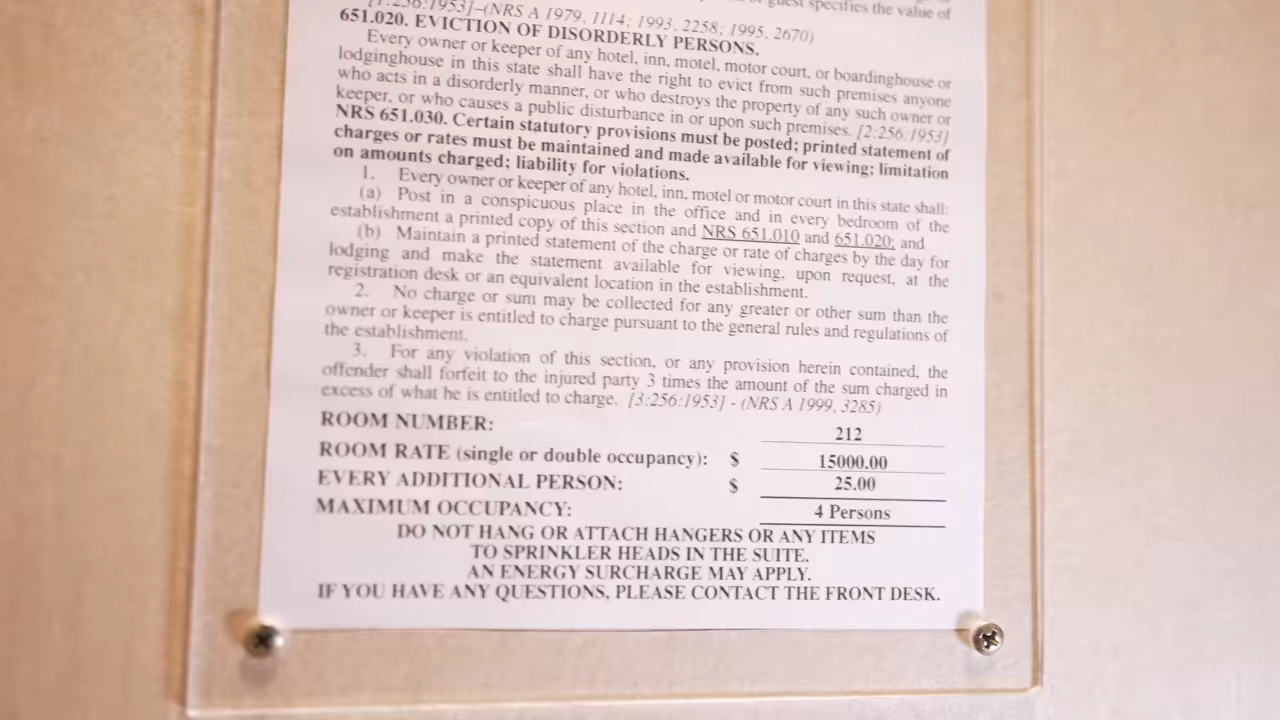 guest specifies the value of
[1:256:1953]—(NRS A 1979, 1114; 1993, 2258; 1995, 2670)
651.020. EVICTION OF DISORDERLY PERSONS.
Every owner or keeper of any hotel, inn, motel, motor court, or boardinghouse or
lodginghouse in this state shall have the right to evict from such premises anyone
who acts in a disorderly manner, or who destroys the property of any such owner or
keeper, or who causes a public disturbance in or upon such premises. [2:256:1953]
NRS 651.030. Certain statutory provisions must be posted; printed statement of
charges or rates must be maintained and made available for viewing; limitation
on amounts charged; liability for violations.
1. Every owner or keeper of any hotel, inn, motel or motor court in this state shall:
(a) Post in a conspicuous place in the office and in every bedroom of the
establishment a printed copy of this section and NRS 651.010 and 651.020; and
(b) Maintain a printed statement of the charge or rate of charges by the day for
lodging and make the statement available for viewing, upon request, at the
registration desk or an equivalent location in the establishment.
2. No charge or sum may be collected for any greater or other sum than the
owner or keeper is entitled to charge pursuant to the general rules and regulations of
the establishment.
3. For any violation of this section, or any provision herein contained, the
offender shall forfeit to the injured party 3 times the amount of the sum charged in
excess of what he is entitled to charge. [3:256:1953] - (NRS A 1999, 3285)
ROOM NUMBER: 212
ROOM RATE (single or double occupancy): $ 15000.00
EVERY ADDITIONAL PERSON: $ 25.00
MAXIMUM OCCUPANCY: 4 Persons
DO NOT HANG OR ATTACH HANGERS OR ANY ITEMS
TO SPRINKLER HEADS IN THE SUITE.
AN ENERGY SURCHARGE MAY APPLY.
IF YOU HAVE ANY QUESTIONS, PLEASE CONTACT THE FRONT DESK.